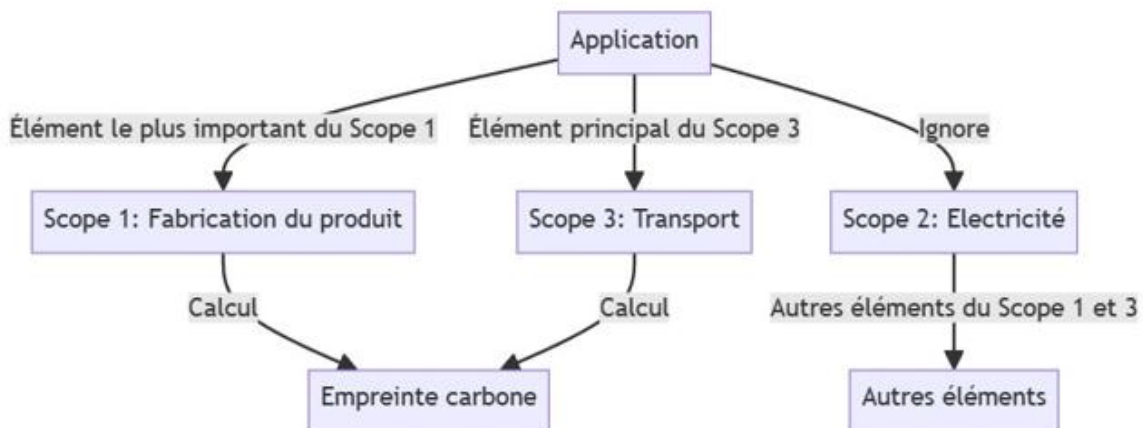 Application
Élément le plus important du Scope 1
Élément principal du Scope 3
Ignore
Scope 1: Fabrication du produit
Scope 3: Transport
Scope 2: Electricité
Calcul
Calcul
Autres éléments du Scope 1 et 3
Empreinte carbone
Autres éléments